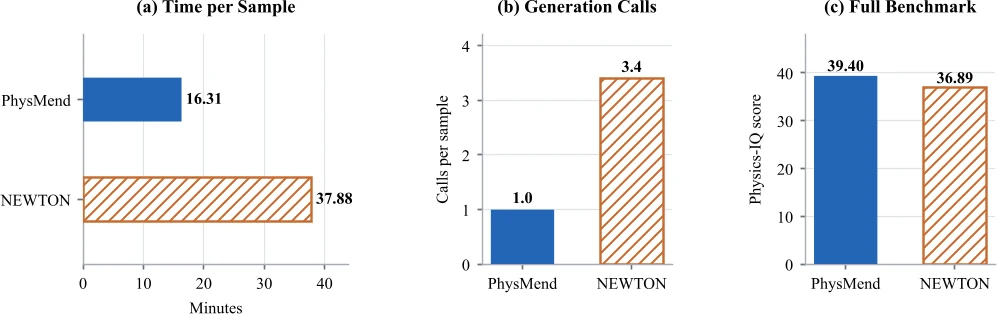 (a) Time per Sample
PhysMend
16.31
NEWTON
37.88
0 10 20 30 40
Minutes
(b) Generation Calls
Calls per sample
4
3
2
1
0
1.0
3.4
PhysMend NEWTON
(c) Full Benchmark
Physics-IQ score
40
30
20
10
0
39.40
36.89
PhysMend NEWTON